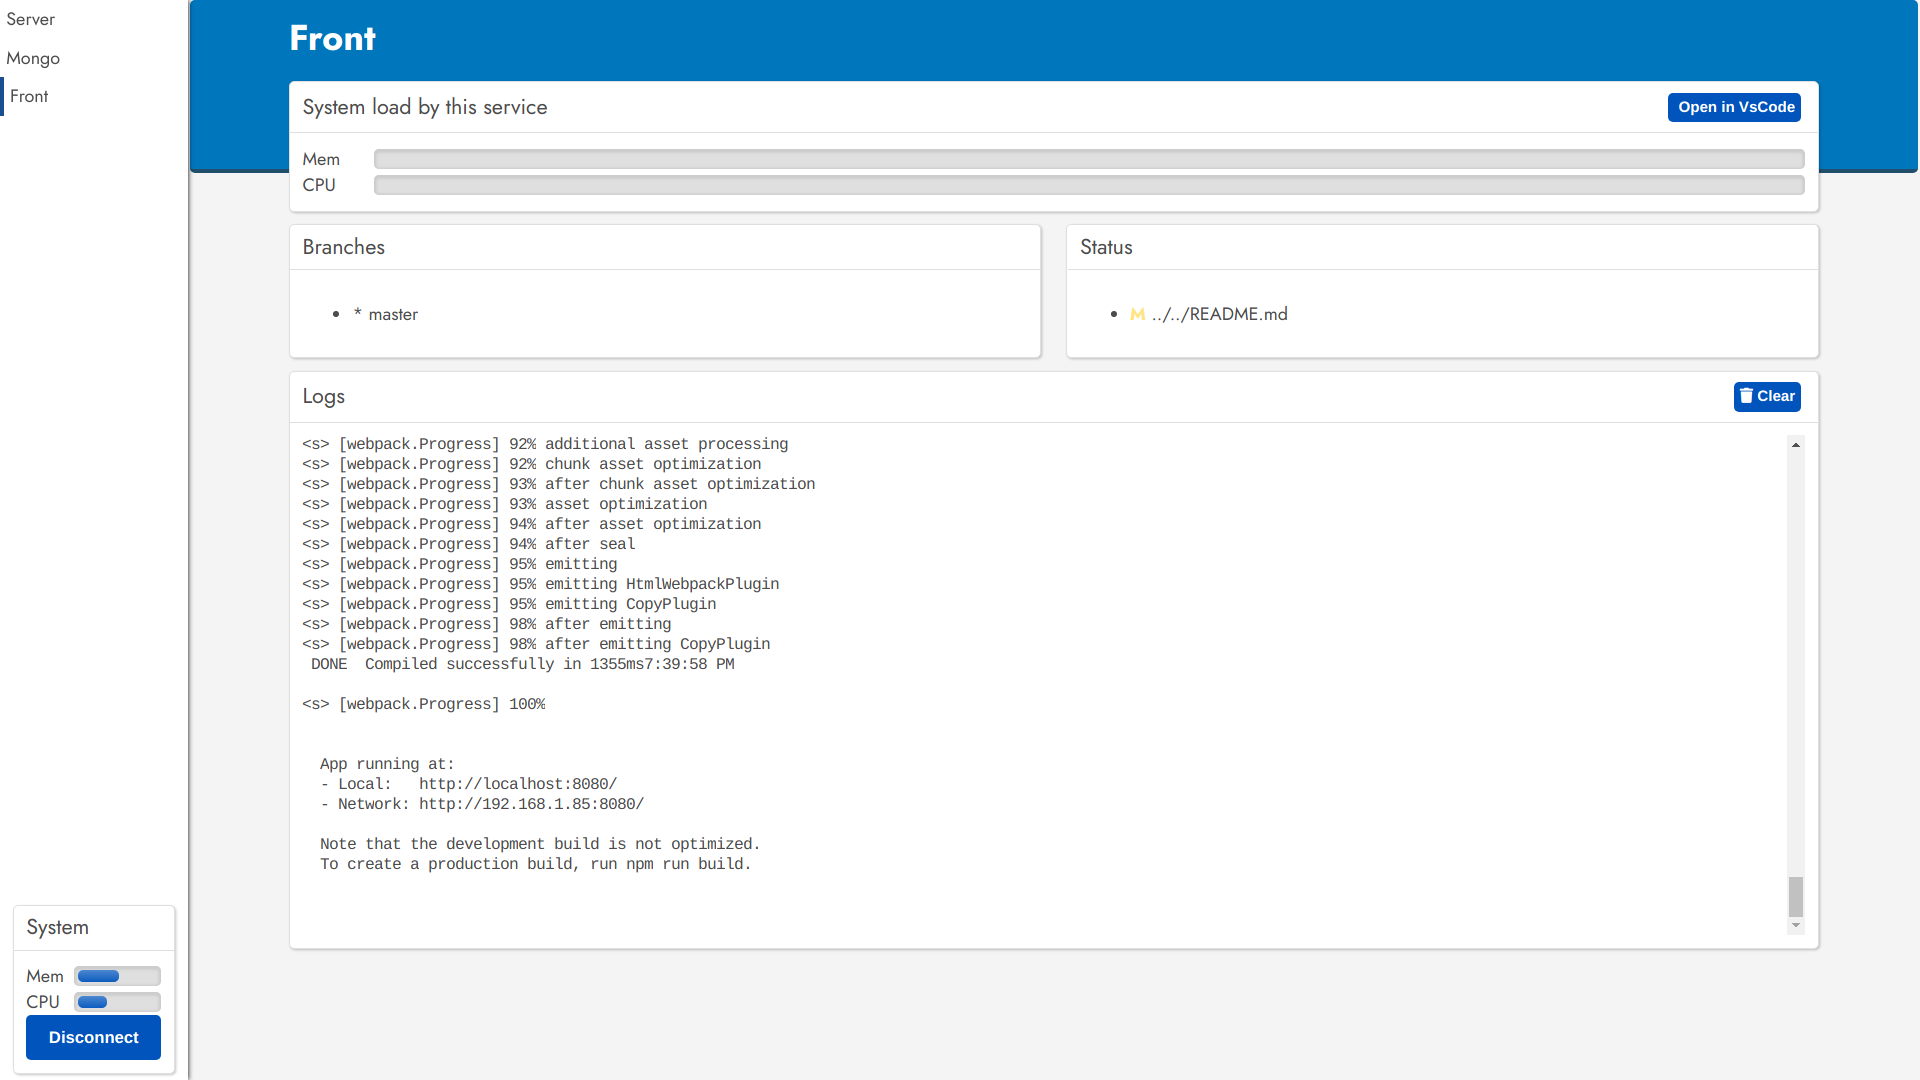 Server
Mongo
Front
Front
System load by this service
Open in VsCode
Mem
CPU
Branches
* master
Status
M ../../README.md
Logs
Clear
<s> [webpack.Progress] 92% additional asset processing
<s> [webpack.Progress] 92% chunk asset optimization
<s> [webpack.Progress] 93% after chunk asset optimization
<s> [webpack.Progress] 93% asset optimization
<s> [webpack.Progress] 94% after asset optimization
<s> [webpack.Progress] 94% after seal
<s> [webpack.Progress] 95% emitting
<s> [webpack.Progress] 95% emitting HtmlWebpackPlugin
<s> [webpack.Progress] 95% emitting CopyPlugin
<s> [webpack.Progress] 98% after emitting
<s> [webpack.Progress] 98% after emitting CopyPlugin
DONE  Compiled successfully in 1355ms7:39:58 PM
<s> [webpack.Progress] 100%
App running at:
- Local:   http://localhost:8080/
- Network: http://192.168.1.85:8080/
Note that the development build is not optimized.
To create a production build, run npm run build.
System
Mem
CPU
Disconnect